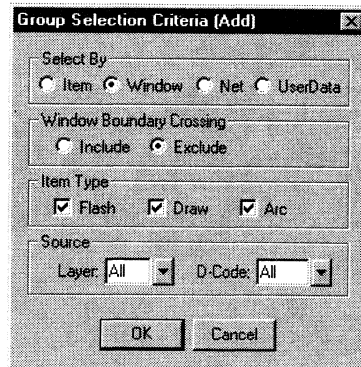 Group Selection Criteria (Add)
Select By
Item Window Net UserData
Window Boundary Crossing
Include Exclude
Item Type
Flash Draw Arc
Source
Layer: All D-Code: All
OK Cancel